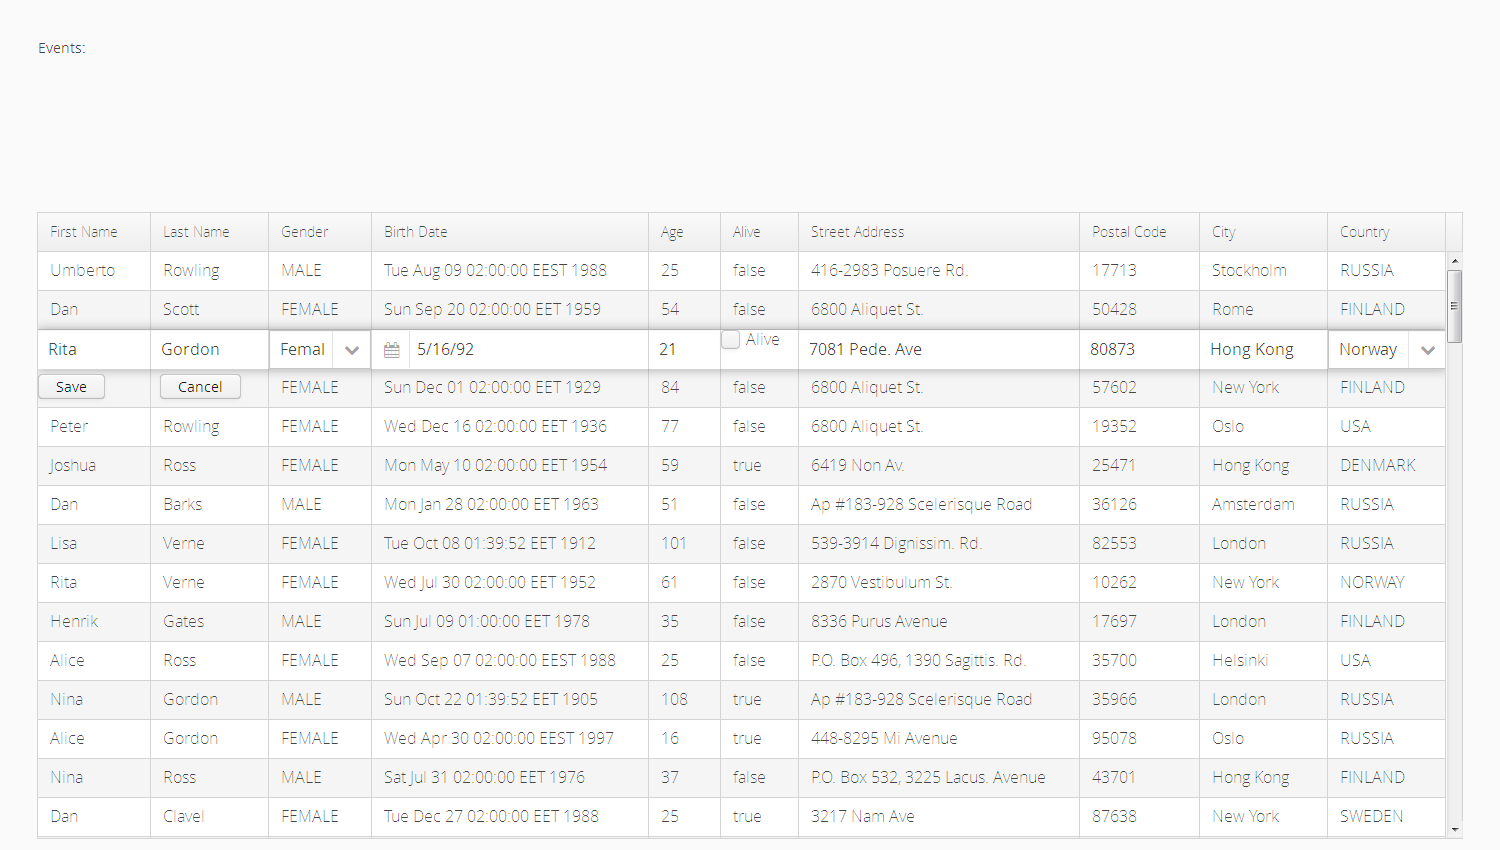 Events:
First Name Last Name Gender Birth Date Age Alive Street Address Postal Code City Country
Umberto Rowling MALE Tue Aug 09 02:00:00 EEST 1988 25 false 416-2983 Posuere Rd. 17713 Stockholm RUSSIA
Dan Scott FEMALE Sun Sep 20 02:00:00 EET 1959 54 false 6800 Aliquet St. 50428 Rome FINLAND
Rita Gordon Femal 5/16/92 21 Alive 7081 Pede. Ave 80873 Hong Kong Norway
Save Cancel FEMALE Sun Dec 01 02:00:00 EET 1929 84 false 6800 Aliquet St. 57602 New York FINLAND
Peter Rowling FEMALE Wed Dec 16 02:00:00 EET 1936 77 false 6800 Aliquet St. 19352 Oslo USA
Joshua Ross FEMALE Mon May 10 02:00:00 EET 1954 59 true 6419 Non Av. 25471 Hong Kong DENMARK
Dan Barks MALE Mon Jan 28 02:00:00 EET 1963 51 false Ap #183-928 Scelerisque Road 36126 Amsterdam RUSSIA
Lisa Verne FEMALE Tue Oct 08 01:39:52 EET 1912 101 false 539-3914 Dignissim. Rd. 82553 London RUSSIA
Rita Verne FEMALE Wed Jul 30 02:00:00 EET 1952 61 false 2870 Vestibulum St. 10262 New York NORWAY
Henrik Gates MALE Sun Jul 09 01:00:00 EET 1978 35 false 8336 Purus Avenue 17697 London FINLAND
Alice Ross FEMALE Wed Sep 07 02:00:00 EEST 1988 25 false P.O. Box 496, 1390 Sagittis. Rd. 35700 Helsinki USA
Nina Gordon MALE Sun Oct 22 01:39:52 EET 1905 108 true Ap #183-928 Scelerisque Road 35966 London RUSSIA
Alice Gordon FEMALE Wed Apr 30 02:00:00 EEST 1997 16 true 448-8295 Mi Avenue 95078 Oslo RUSSIA
Nina Ross MALE Sat Jul 31 02:00:00 EET 1976 37 false P.O. Box 532, 3225 Lacus. Avenue 43701 Hong Kong FINLAND
Dan Clavel FEMALE Tue Dec 27 02:00:00 EET 1988 25 true 3217 Nam Ave 87638 New York SWEDEN